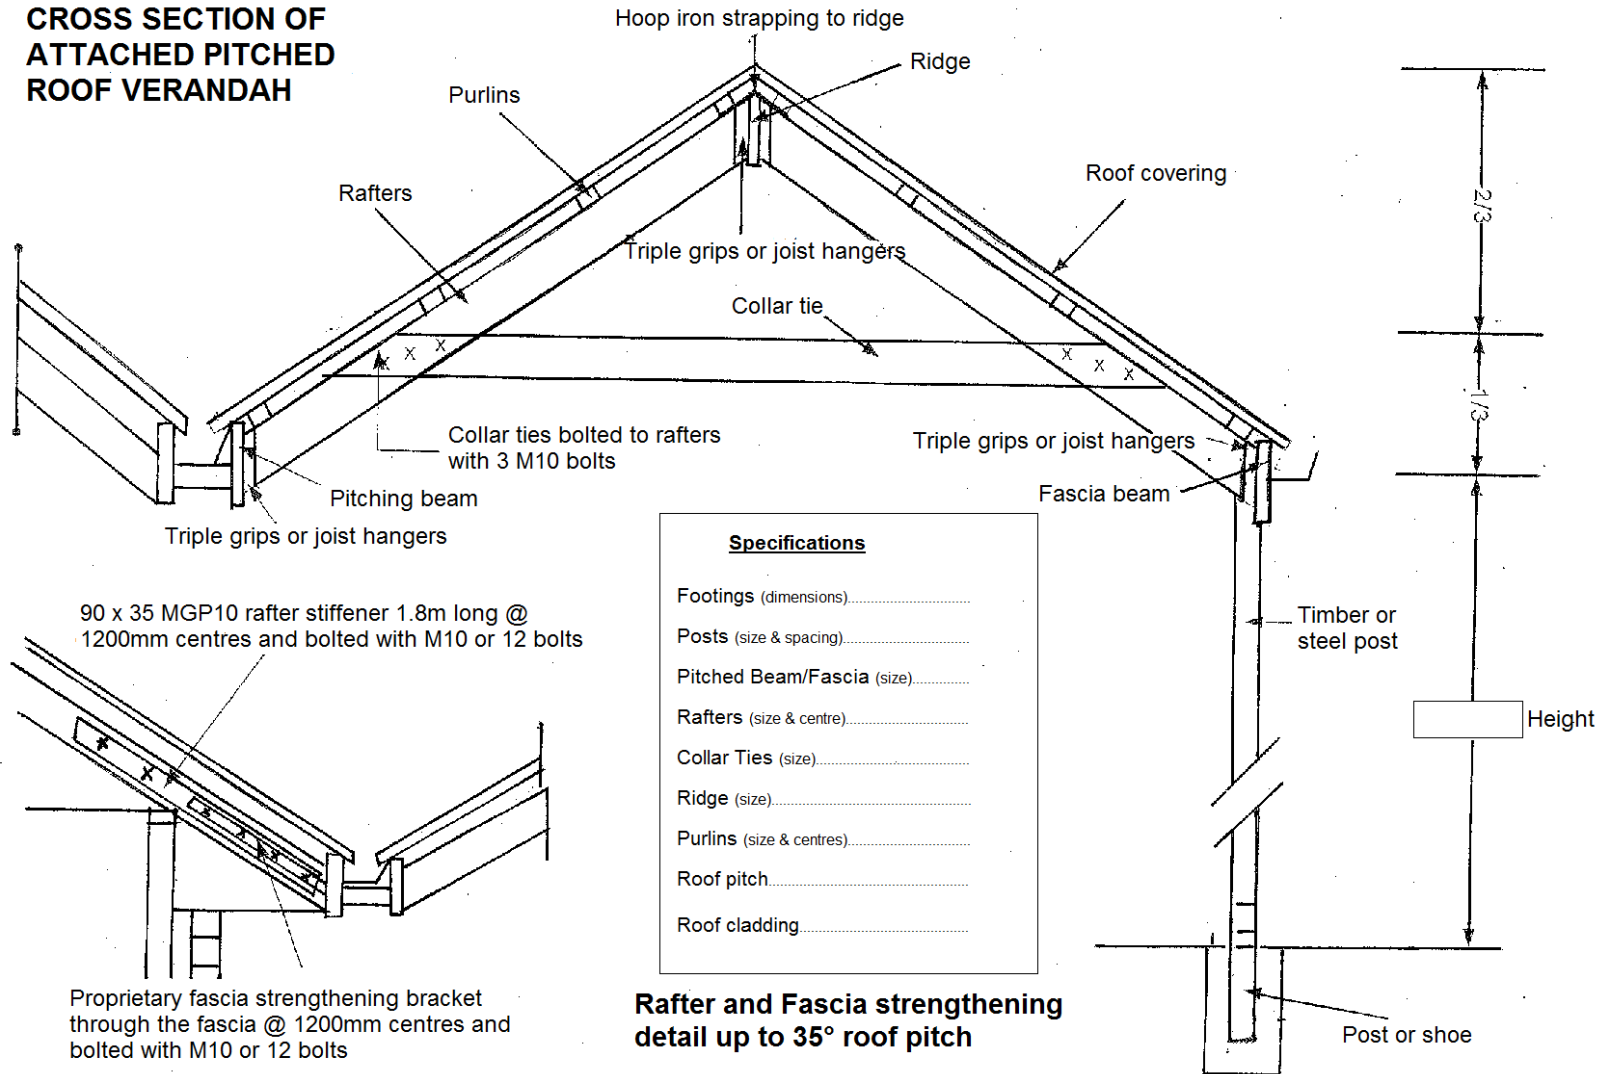 CROSS SECTION OF
ATTACHED PITCHED
ROOF VERANDAH
Hoop iron strapping to ridge
Ridge
Purlins
Rafters
Roof covering
Triple grips or joist hangers
Collar tie
2/3
1/3
Collar ties bolted to rafters
with 3 M10 bolts
Triple grips or joist hangers
Pitching beam
Fascia beam
Triple grips or joist hangers
90 x 35 MGP10 rafter stiffener 1.8m long @
1200mm centres and bolted with M10 or 12 bolts
Timber or
steel post
Height
Specifications
Footings (dimensions)................................
Posts (size & spacing).................................
Pitched Beam/Fascia (size)...............
Rafters (size & centre)................................
Collar Ties (size)........................................
Ridge (size)....................................................
Purlins (size & centres)................................
Roof pitch....................................................
Roof cladding............................................
Proprietary fascia strengthening bracket
through the fascia @ 1200mm centres and
bolted with M10 or 12 bolts
Rafter and Fascia strengthening
detail up to 35° roof pitch
Post or shoe